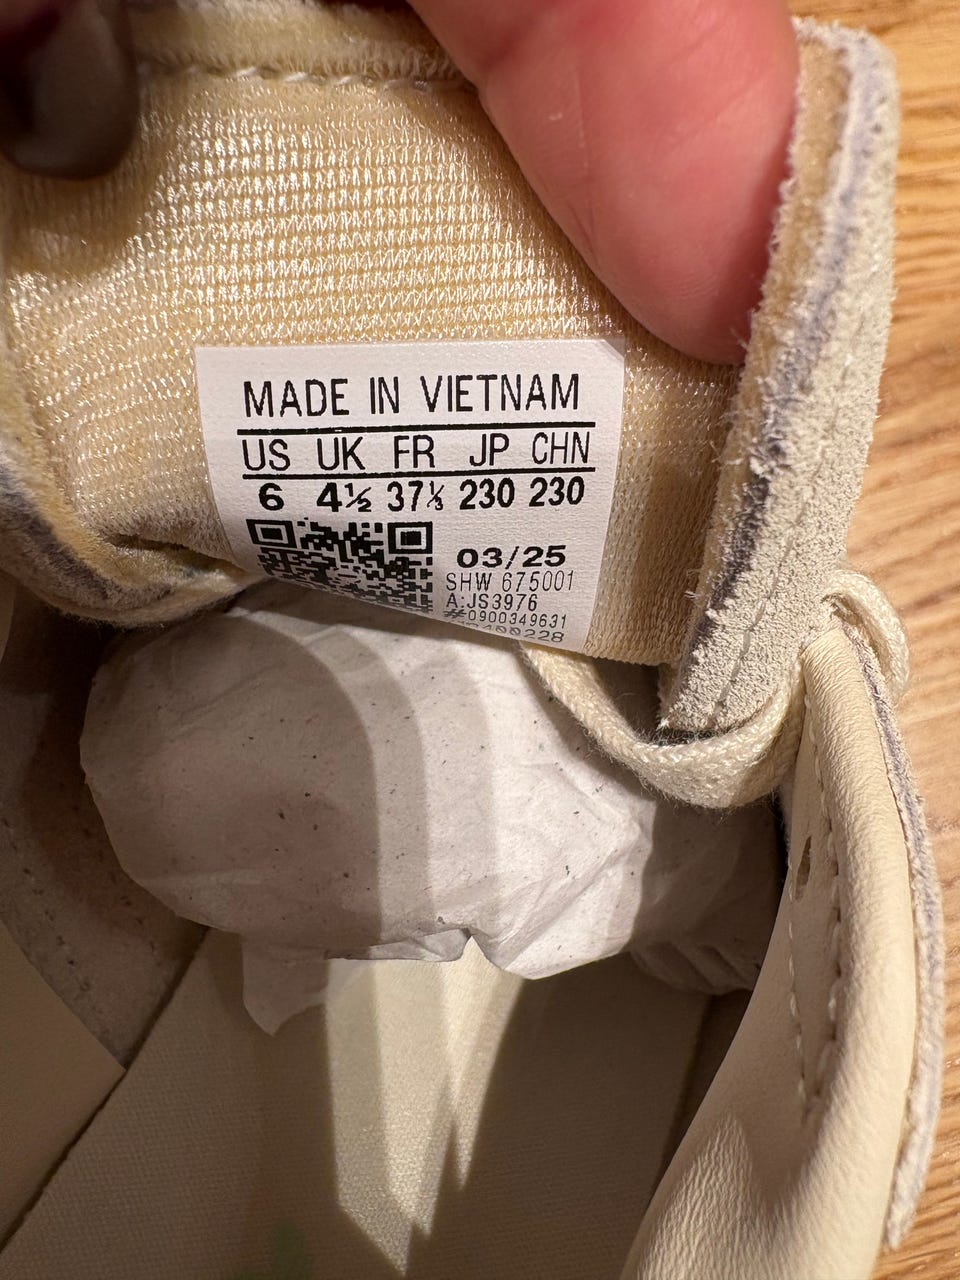 MADE IN VIETNAM
US UK FR JP CHN
6 4½ 37⅓ 230 230
03/25
SHW 675001
A:JS3976
#0900349631